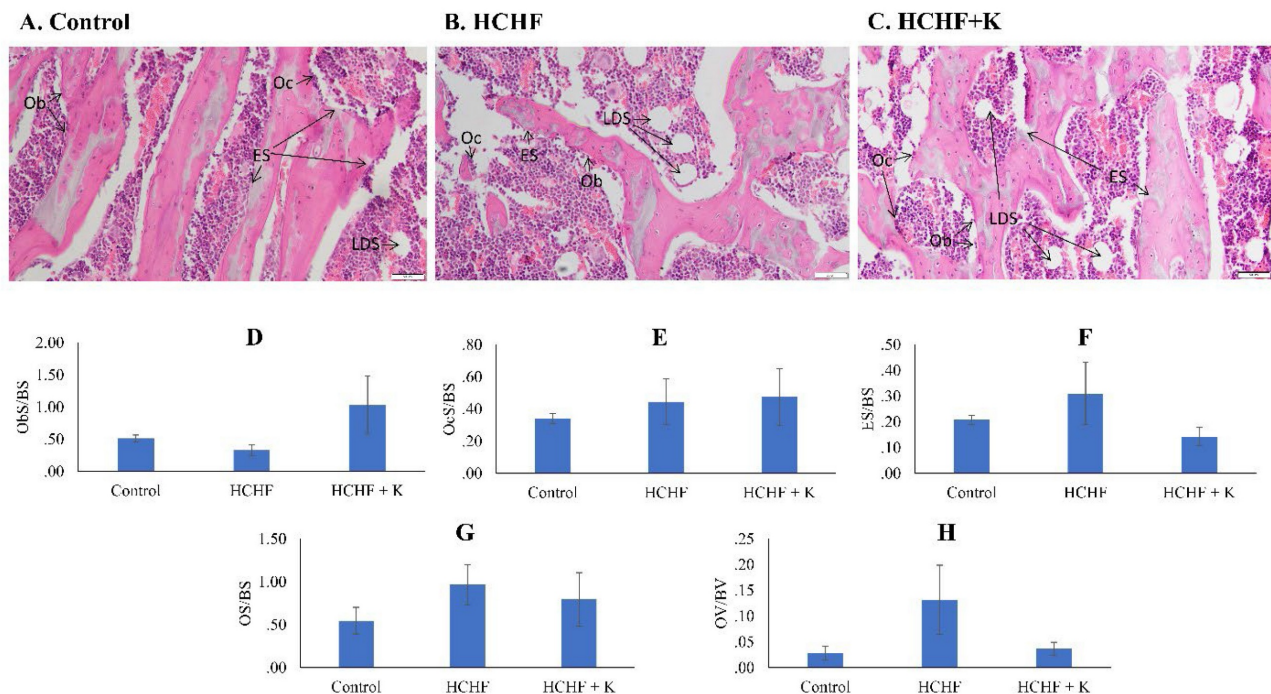 A. Control
B. HCHF
C. HCHF+K
Ob
Oc
ES
LDS
Oc
ES
LDS
Ob
Oc
Ob
LDS
ES
D
ObS/BS
2.00
1.50
1.00
.50
.00
Control
HCHF
HCHF + K
E
OcS/BS
.80
.60
.40
.20
.00
Control
HCHF
HCHF + K
F
ES/BS
.50
.40
.30
.20
.10
.00
Control
HCHF
HCHF + K
G
OS/BS
1.50
1.00
.50
.00
Control
HCHF
HCHF + K
H
OV/BV
.25
.20
.15
.10
.05
.00
Control
HCHF
HCHF + K